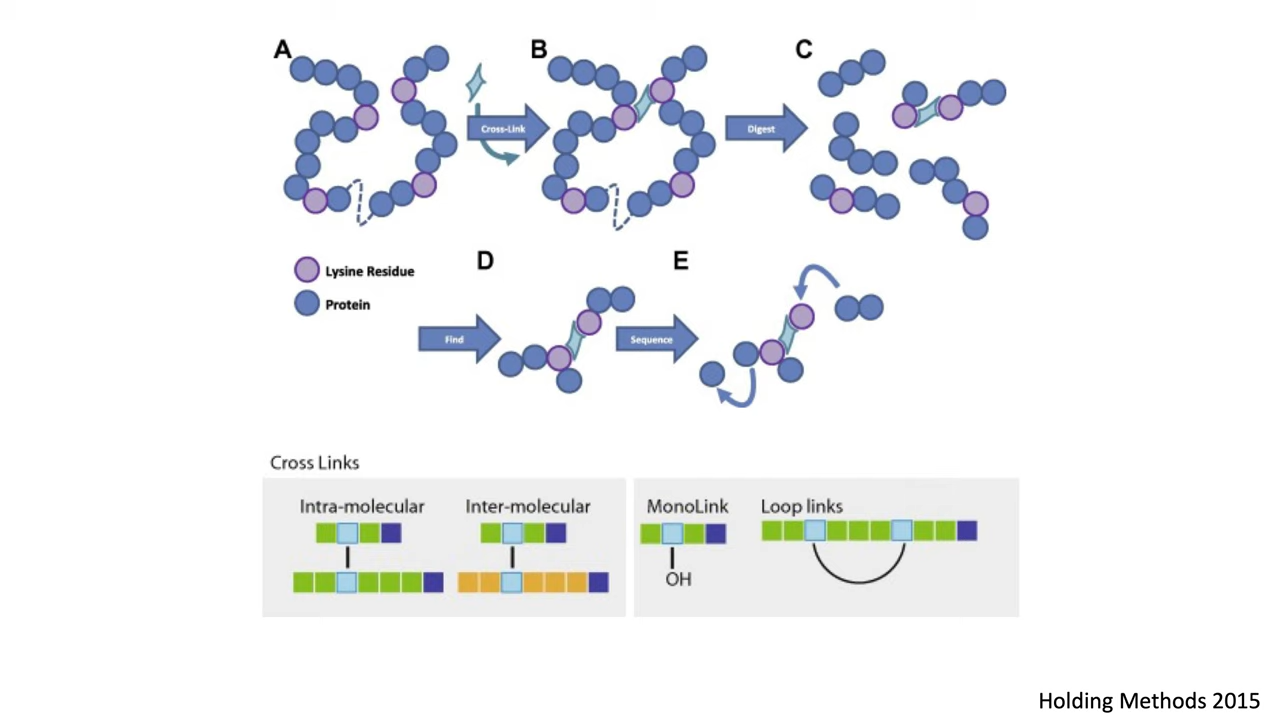 A
B
C
Cross-Link
Digest
Lysine Residue
Protein
D
E
Find
Sequence
Cross Links
Intra-molecular
Inter-molecular
MonoLink
Loop links
OH
Holding Methods 2015